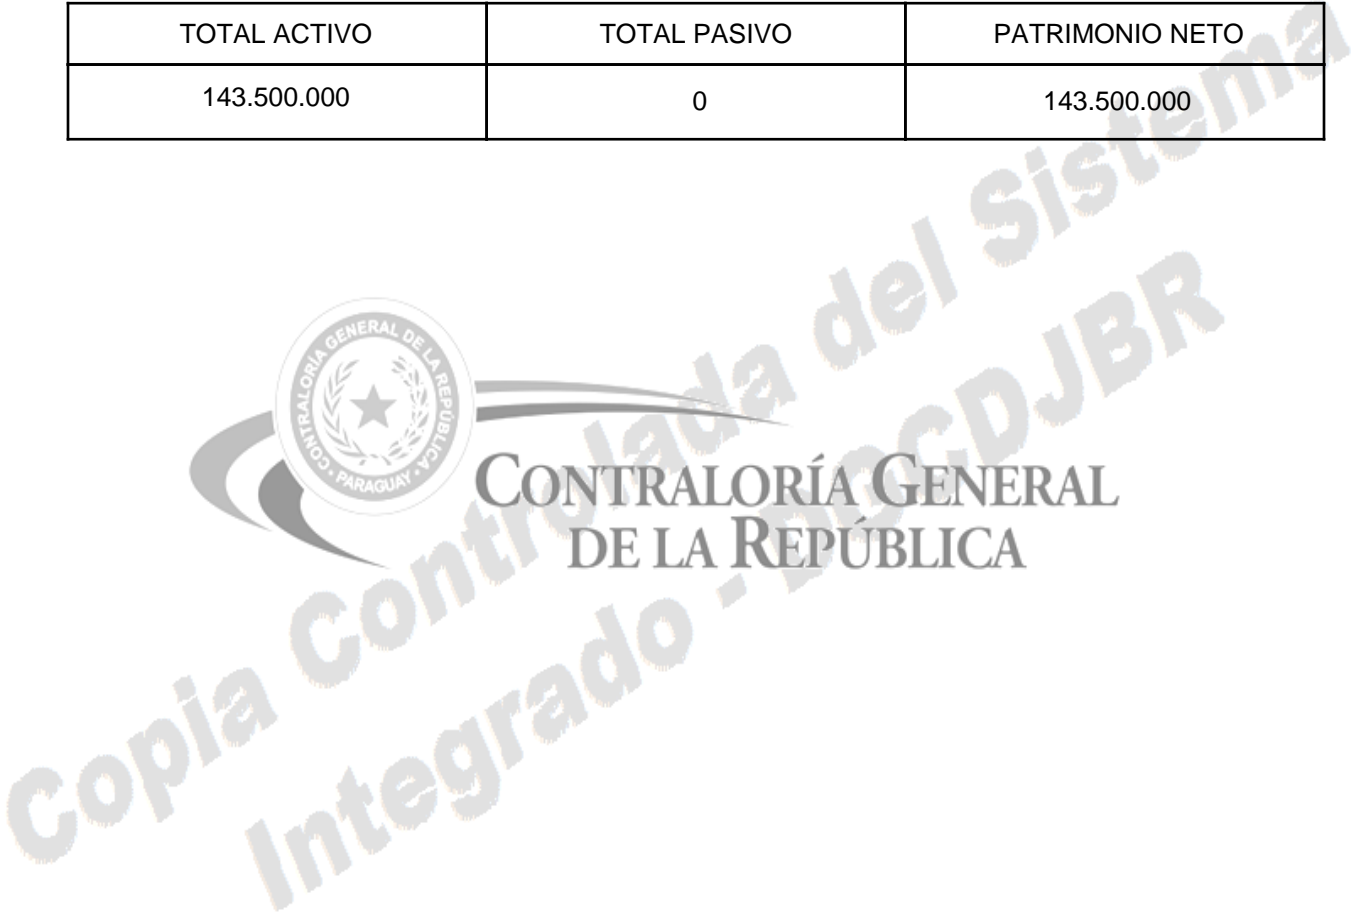 TOTAL ACTIVO TOTAL PASIVO PATRIMONIO NETO
143.500.000 0 143.500.000
CONTRALORÍA GENERAL DE LA REPÚBLICA
· PARAGUAY ·
CONTRALORÍA GENERAL
DE LA REPÚBLICA
Copia Controlada del Sistema
Integrado - DGCDJBR